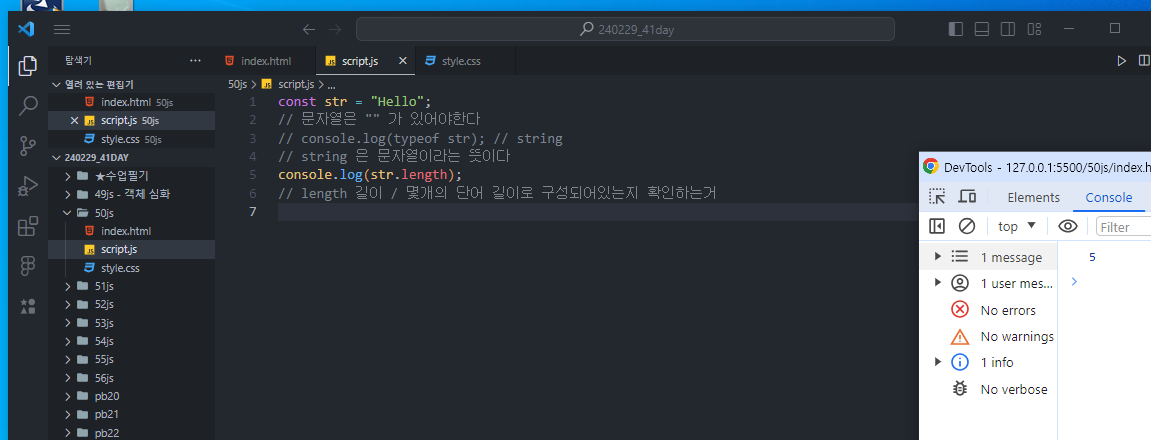 240229_41day
탐색기
열려 있는 편집기
index.html 50js
script.js 50js
style.css 50js
240229_41DAY
★수업필기
49js - 객체 심화
50js
index.html
script.js
style.css
51js
52js
53js
54js
55js
56js
pb20
pb21
pb22
index.html
script.js
style.css
50js > script.js > ...
1 const str = "Hello";
2 // 문자열은 "" 가 있어야한다
3 // console.log(typeof str); // string
4 // string 은 문자열이라는 뜻이다
5 console.log(str.length);
6 // length 길이 / 몇개의 단어 길이로 구성되어있는지 확인하는거
7
DevTools - 127.0.0.1:5500/50js/index.h
Elements Console
top Filter
1 message
1 user mes...
No errors
No warnings
1 info
No verbose
5